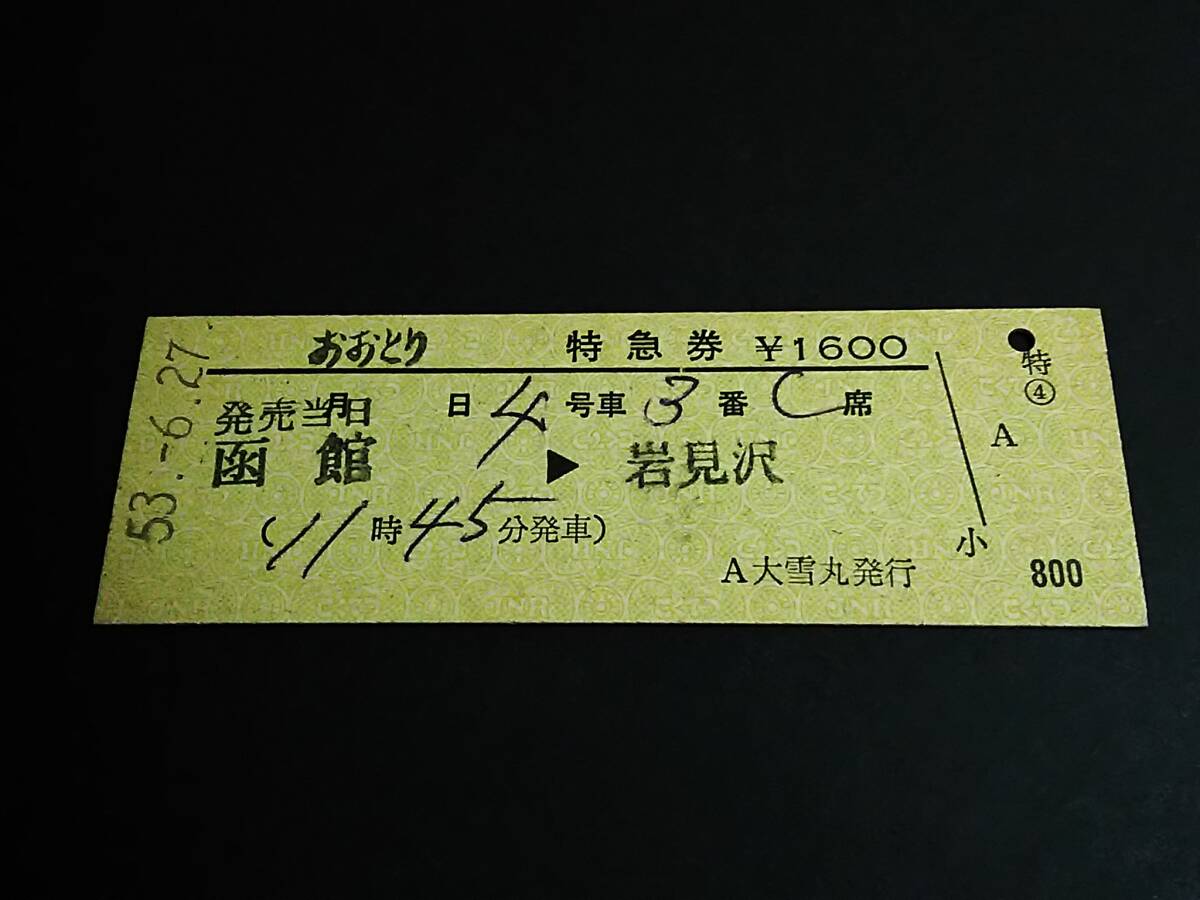 53.-6.27
おおとり 特急券 ¥1600
発売当日 月 日 4号車 3番 C席
函館 ▶ 岩見沢
(11時45分発車)
A大雪丸発行
特
④
A
小
800